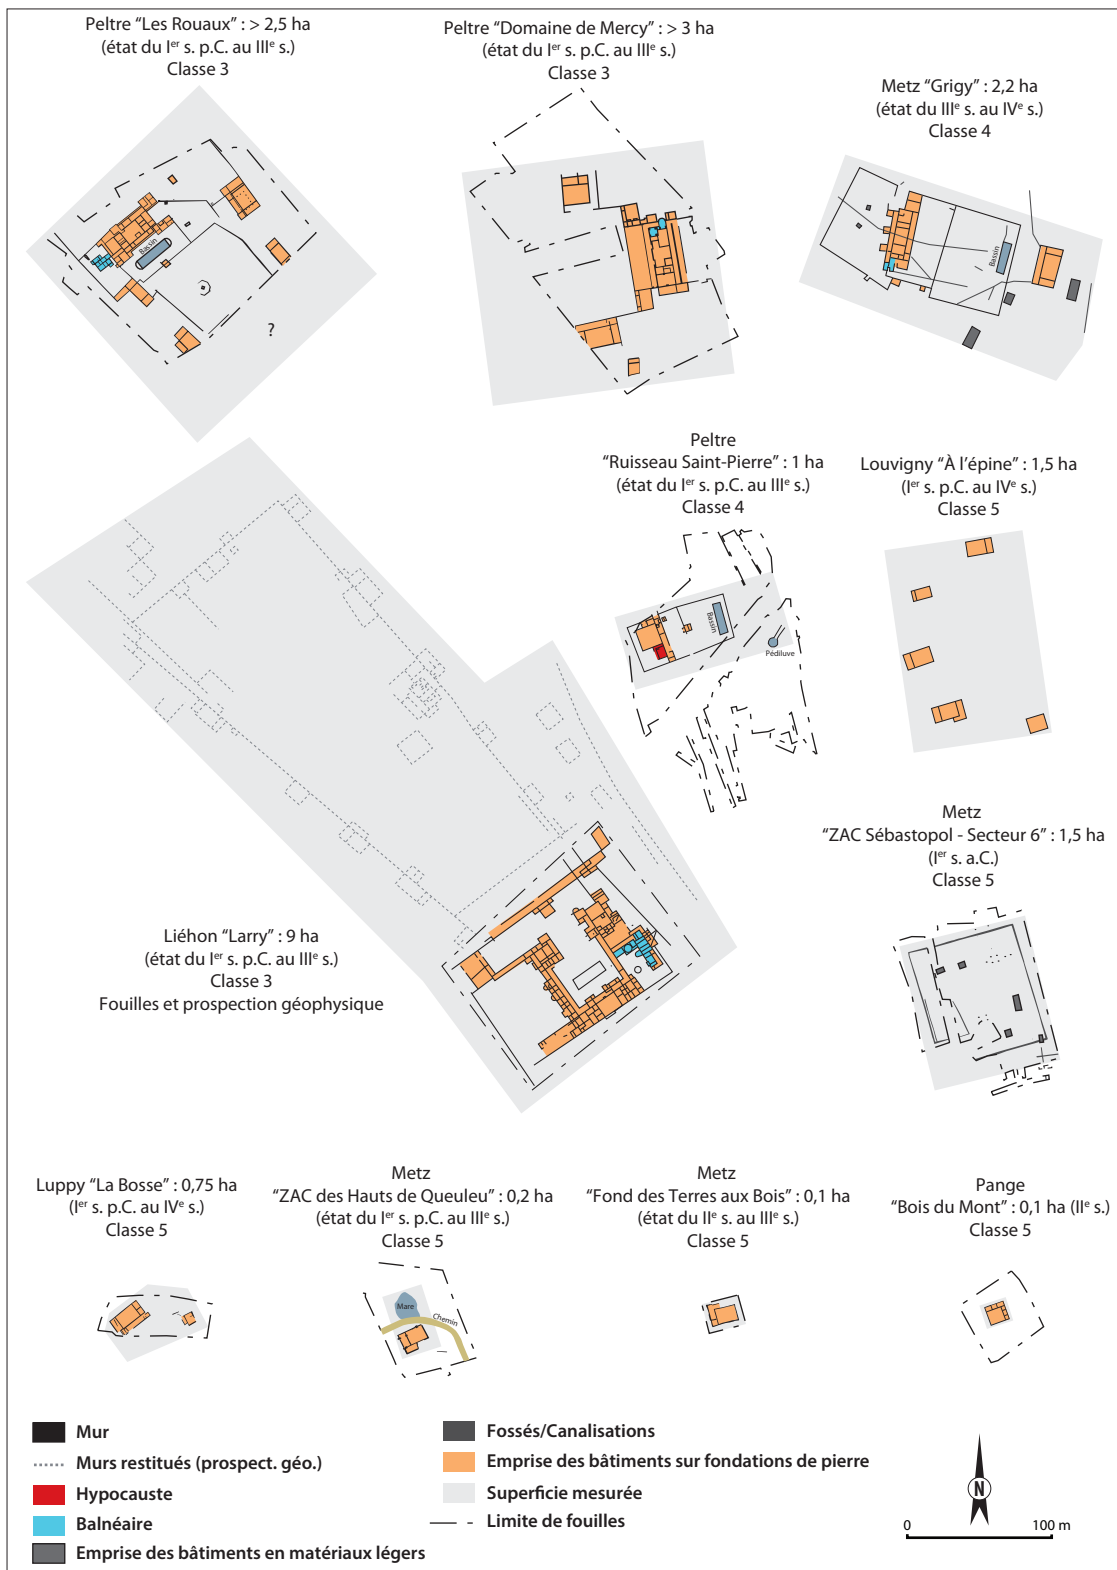 Peltre “Les Rouaux” : > 2,5 ha
(état du Ier s. p.C. au IIIe s.)
Classe 3
Peltre “Domaine de Mercy” : > 3 ha
(état du Ier s. p.C. au IIIe s.)
Classe 3
Metz “Grigy” : 2,2 ha
(état du IIIe s. au IVe s.)
Classe 4
Bassin
?
Bassin
Peltre
“Ruisseau Saint-Pierre” : 1 ha
(état du Ier s. p.C. au IIIe s.)
Classe 4
Bassin
Pédiluve
Louvigny “À l’épine” : 1,5 ha
(Ier s. p.C. au IVe s.)
Classe 5
Metz
“ZAC Sébastopol - Secteur 6” : 1,5 ha
(Ier s. a.C.)
Classe 5
Liéhon “Larry” : 9 ha
(état du Ier s. p.C. au IIIe s.)
Classe 3
Fouilles et prospection géophysique
Luppy “La Bosse” : 0,75 ha
(Ier s. p.C. au IVe s.)
Classe 5
Metz
“ZAC des Hauts de Queuleu” : 0,2 ha
(état du Ier s. p.C. au IIIe s.)
Classe 5
Mare
Chemin
Metz
“Fond des Terres aux Bois” : 0,1 ha
(état du IIe s. au IIIe s.)
Classe 5
Pange
“Bois du Mont” : 0,1 ha (IIe s.)
Classe 5
Mur
Murs restitués (prospect. géo.)
Hypocauste
Balnéaire
Emprise des bâtiments en matériaux légers
Fossés/Canalisations
Emprise des bâtiments sur fondations de pierre
Superficie mesurée
Limite de fouilles
N
0 100 m